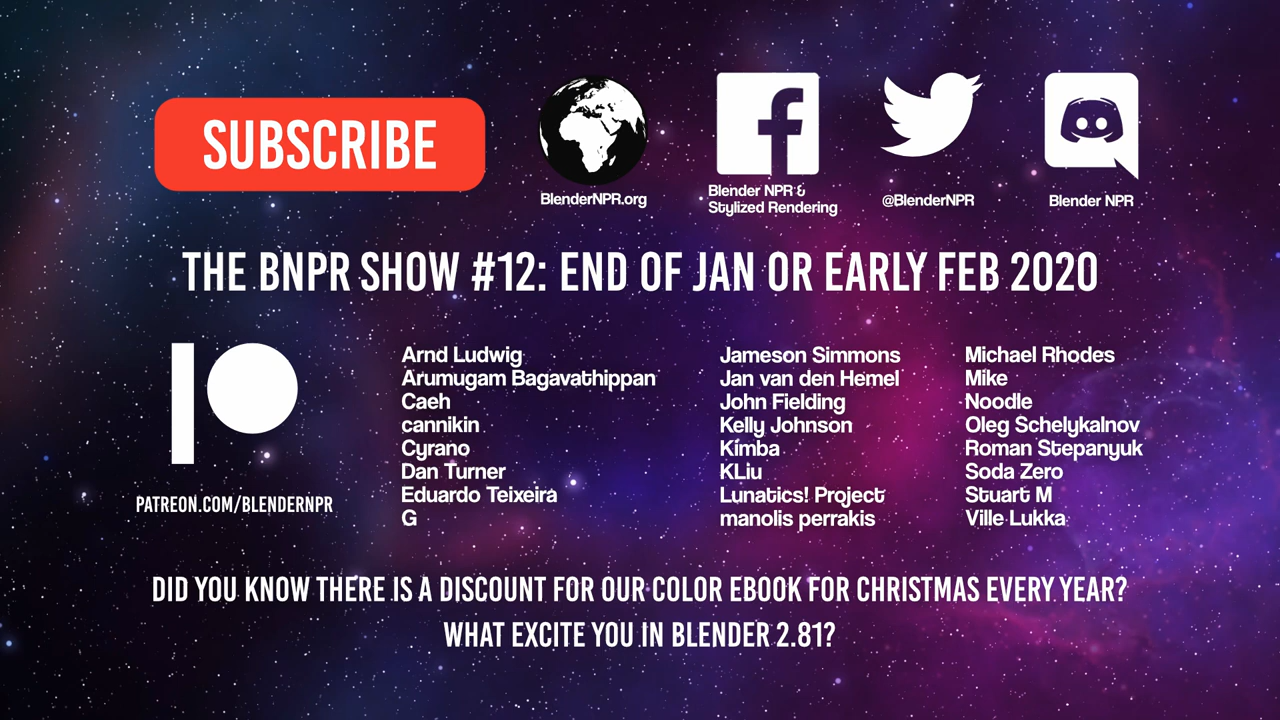 SUBSCRIBE
BlenderNPR.org
Blender NPR &
Stylized Rendering
@BlenderNPR
Blender NPR
THE BNPR SHOW #12: END OF JAN OR EARLY FEB 2020
PATREON.COM/BLENDERNPR
Arnd Ludwig
Arumugam Bagavathippan
Caeh
cannikin
Cyrano
Dan Turner
Eduardo Teixeira
G
Jameson Simmons
Jan van den Hemel
John Fielding
Kelly Johnson
Kimba
KLiu
Lunatics! Project
manolis perrakis
Michael Rhodes
Mike
Noodle
Oleg Schelykalnov
Roman Stepanyuk
Soda Zero
Stuart M
Ville Lukka
DID YOU KNOW THERE IS A DISCOUNT FOR OUR COLOR EBOOK FOR CHRISTMAS EVERY YEAR?
WHAT EXCITE YOU IN BLENDER 2.81?